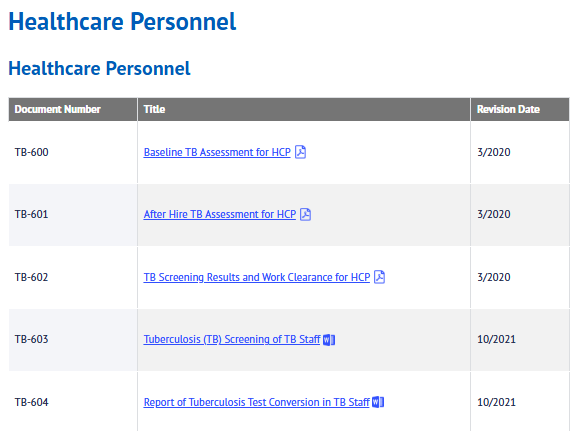 Healthcare Personnel
Healthcare Personnel
Document Number Title Revision Date
TB-600 Baseline TB Assessment for HCP 3/2020
TB-601 After Hire TB Assessment for HCP 3/2020
TB-602 TB Screening Results and Work Clearance for HCP 3/2020
TB-603 Tuberculosis (TB) Screening of TB Staff 10/2021
TB-604 Report of Tuberculosis Test Conversion in TB Staff 10/2021